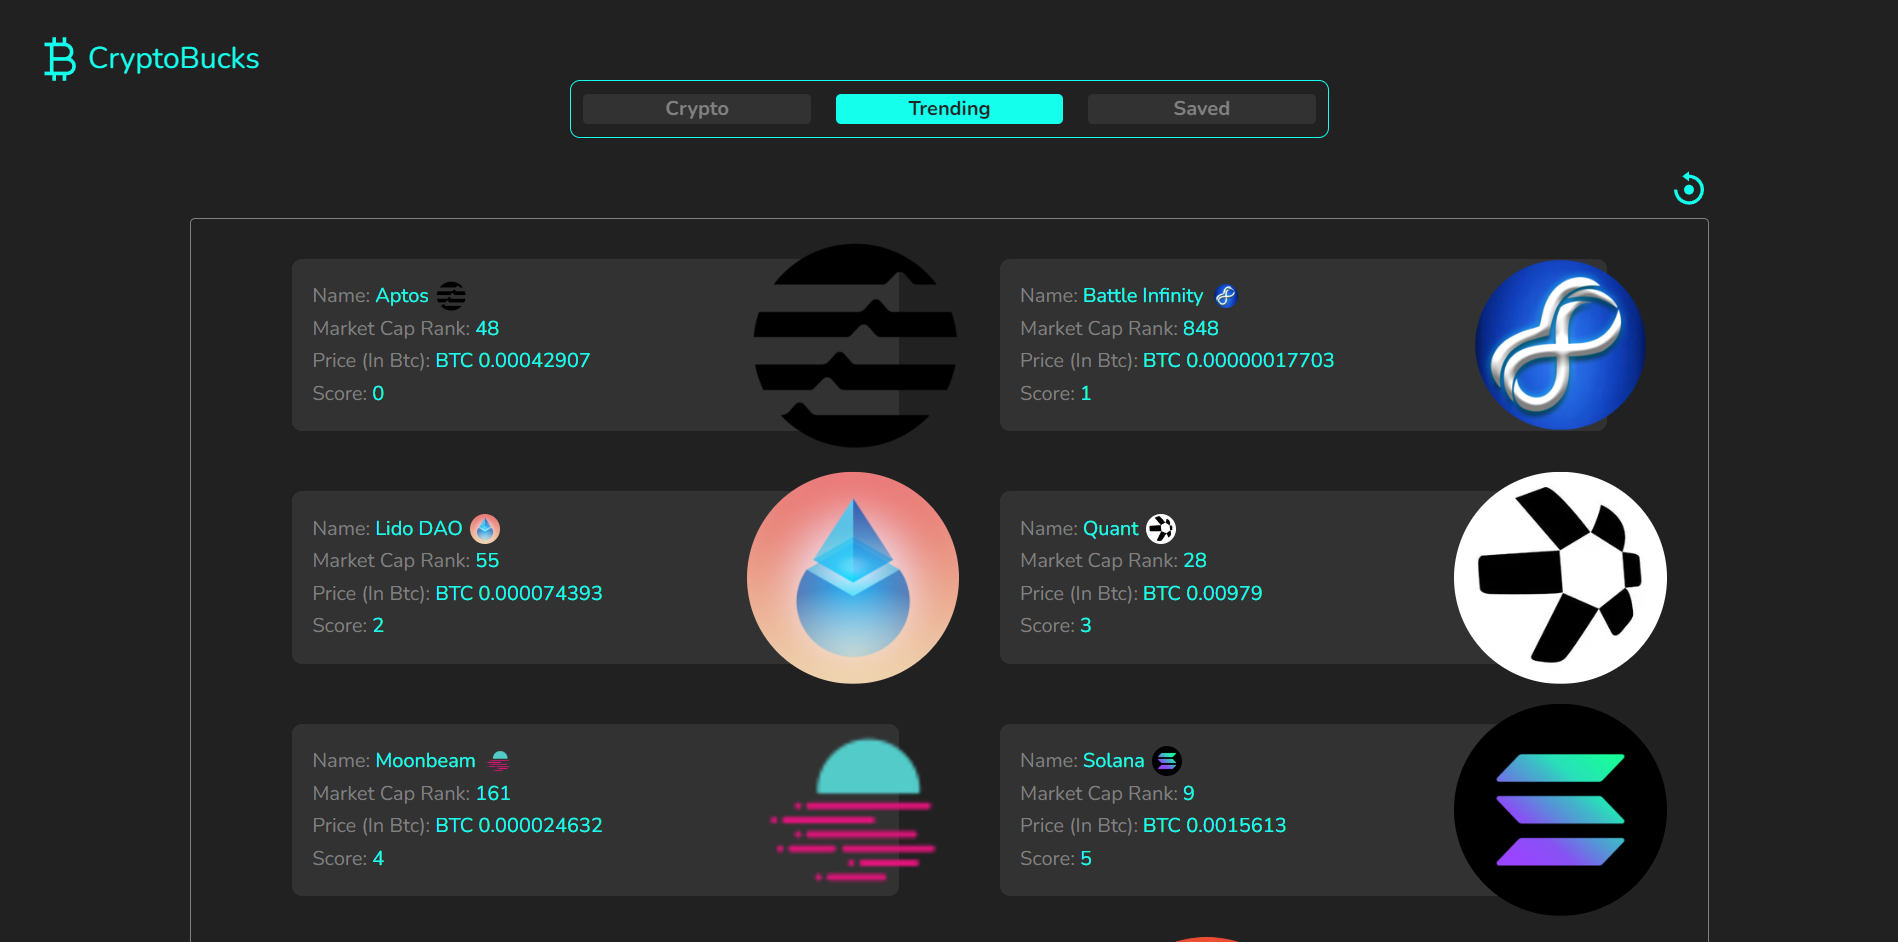 CryptoBucks
Crypto
Trending
Saved
Name: Aptos
Market Cap Rank: 48
Price (In Btc): BTC 0.00042907
Score: 0
Name: Battle Infinity
Market Cap Rank: 848
Price (In Btc): BTC 0.00000017703
Score: 1
Name: Lido DAO
Market Cap Rank: 55
Price (In Btc): BTC 0.000074393
Score: 2
Name: Quant
Market Cap Rank: 28
Price (In Btc): BTC 0.00979
Score: 3
Name: Moonbeam
Market Cap Rank: 161
Price (In Btc): BTC 0.000024632
Score: 4
Name: Solana
Market Cap Rank: 9
Price (In Btc): BTC 0.0015613
Score: 5